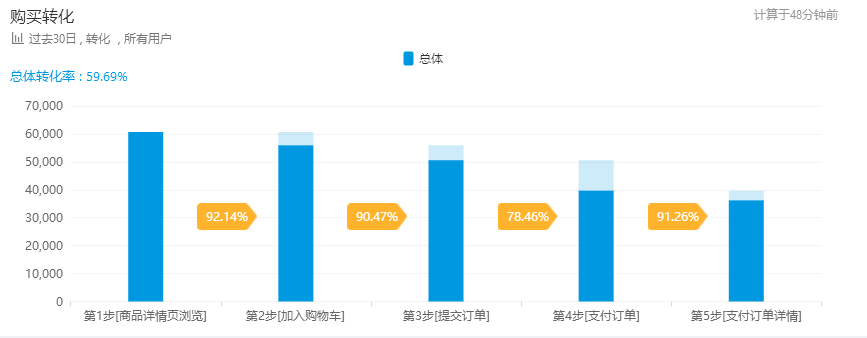 购买转化
计算于48分钟前
过去30日 , 转化 , 所有用户
总体
总体转化率 : 59.69%
70,000
60,000
50,000
40,000
30,000
20,000
10,000
0
92.14% 90.47% 78.46% 91.26%
第1步[商品详情页浏览] 第2步[加入购物车] 第3步[提交订单] 第4步[支付订单] 第5步[支付订单详情]